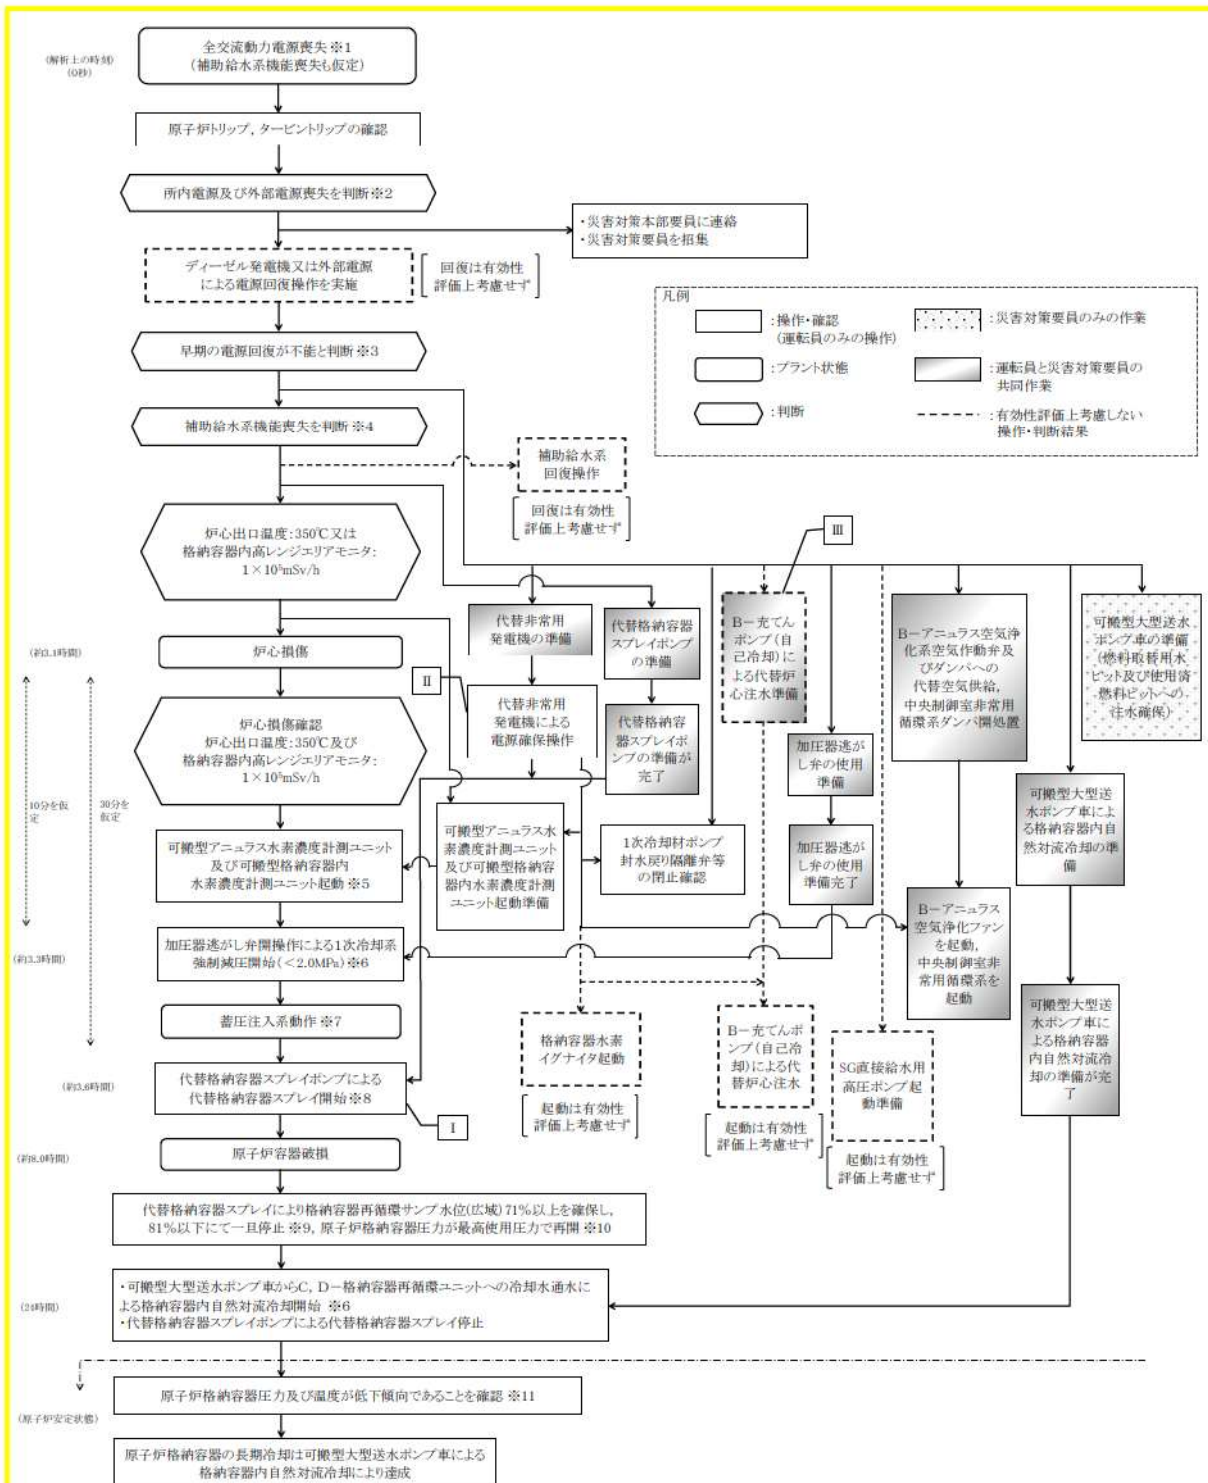 全交流動力電源喪失※1
(補助給水系機能喪失も仮定)
(解析上の時刻)
(0秒)
原子炉トリップ，タービントリップの確認
所内電源及び外部電源喪失を判断※2
・災害対策本部要員に連絡
・災害対策要員を招集
ディーゼル発電機又は外部電源
による電源回復操作を実施
回復は有効性
評価上考慮せず
凡例
:操作・確認
(運転員のみの操作)
:災害対策要員のみの作業
:プラント状態
:運転員と災害対策要員の
共同作業
:判断
:有効性評価上考慮しない
操作・判断結果
早期の電源回復が不能と判断※3
補助給水系機能喪失を判断※4
補助給水系
回復操作
回復は有効性
評価上考慮せず
Ⅲ
炉心出口温度:350℃又は
格納容器内高レンジエリアモニタ:
1×10⁵mSv/h
代替非常用
発電機の準備
代替格納容器
スプレイポンプ
の準備
B－充てん
ポンプ(自
己冷却)に
よる代替炉
心注水準備
B－アニュラス空気浄
化系空気作動弁及
びダンパへの
代替空気供給，
中央制御室非常用
循環系ダンパ開処置
可搬型大型送水
ポンプ車の準備
(燃料取替用水
ピット及び使用済
燃料ピットへの
注水確保)
(約3.1時間)
炉心損傷
Ⅱ
代替非常用
発電機による
電源確保操作
代替格納容
器スプレイポ
ンプの準備が
完了
炉心損傷確認
炉心出口温度:350℃及び
格納容器内高レンジエリアモニタ:
1×10⁵mSv/h
加圧器逃が
し弁の使用
準備
10分を仮
定
30分を
仮定
可搬型大型送
水ポンプ車によ
る格納容器内自
然対流冷却の準
備
可搬型アニュラス水素濃度計測ユニット
及び可搬型格納容器内
水素濃度計測ユニット起動※5
可搬型アニュラス水
素濃度計測ユニット
及び可搬型格納容
器内水素濃度計測
ユニット起動準備
1次冷却材ポンプ
封水戻り隔離弁等
の閉止確認
加圧器逃が
し弁の使用
準備完了
B－アニュラス
空気浄化ファン
を起動，
中央制御室非
常用循環系を
起動
(約3.3時間)
加圧器逃がし弁開操作による1次冷却系
強制減圧開始(＜2.0MPa)※6
蓄圧注入系動作※7
格納容器水素
イグナイタ起動
起動は有効性
評価上考慮せず
B－充てんポ
ンプ(自己冷
却)による代
替炉心注水
起動は有効性
評価上考慮せず
SG直接給水用
高圧ポンプ起
動準備
起動は有効性
評価上考慮せず
可搬型大型送
水ポンプ車に
よる格納容器
内自然対流冷
却の準備が完
了
(約3.6時間)
代替格納容器スプレイポンプによる
代替格納容器スプレイ開始※8
Ⅰ
(約8.0時間)
原子炉容器破損
代替格納容器スプレイにより格納容器再循環サンプ水位(広域)71%以上を確保し，
81%以下にて一旦停止※9，原子炉格納容器圧力が最高使用圧力で再開※10
(24時間)
・可搬型大型送水ポンプ車からC，D－格納容器再循環ユニットへの冷却水通水に
よる格納容器内自然対流冷却開始 ※6
・代替格納容器スプレイポンプによる代替格納容器スプレイ停止
原子炉格納容器圧力及び温度が低下傾向であることを確認※11
(原子炉安定状態)
原子炉格納容器の長期冷却は可搬型大型送水ポンプ車による
格納容器内自然対流冷却により達成